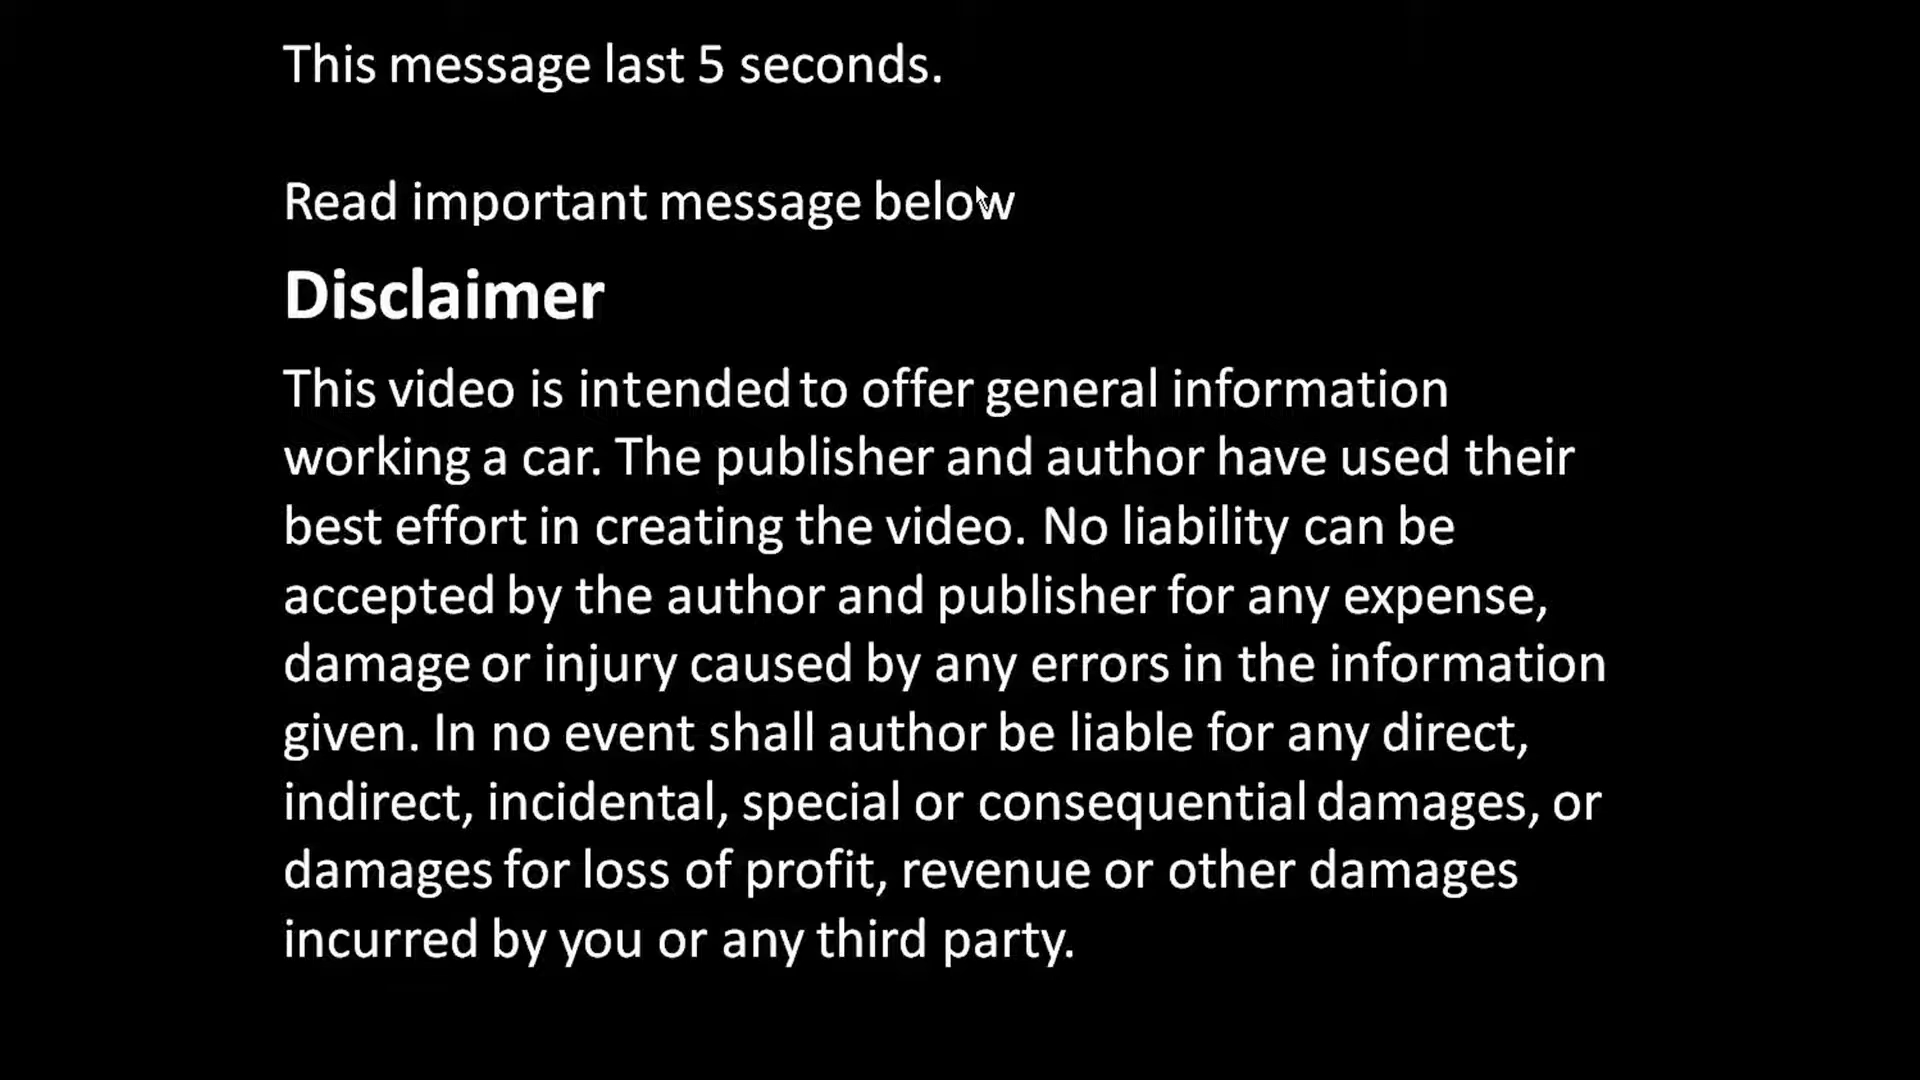 This message last 5 seconds.
Read important message below
Disclaimer
This video is intended to offer general information
working a car. The publisher and author have used their
best effort in creating the video. No liability can be
accepted by the author and publisher for any expense,
damage or injury caused by any errors in the information
given. In no event shall author be liable for any direct,
indirect, incidental, special or consequential damages, or
damages for loss of profit, revenue or other damages
incurred by you or any third party.